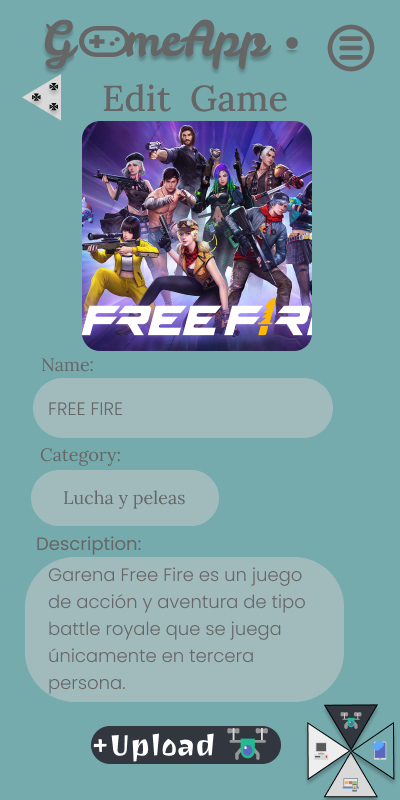 GameApp
Edit Game
FREE FIRE
Name:
FREE FIRE
Category:
Lucha y peleas
Description:
Garena Free Fire es un juego
de acción y aventura de tipo
battle royale que se juega
únicamente en tercera
persona.
+Upload